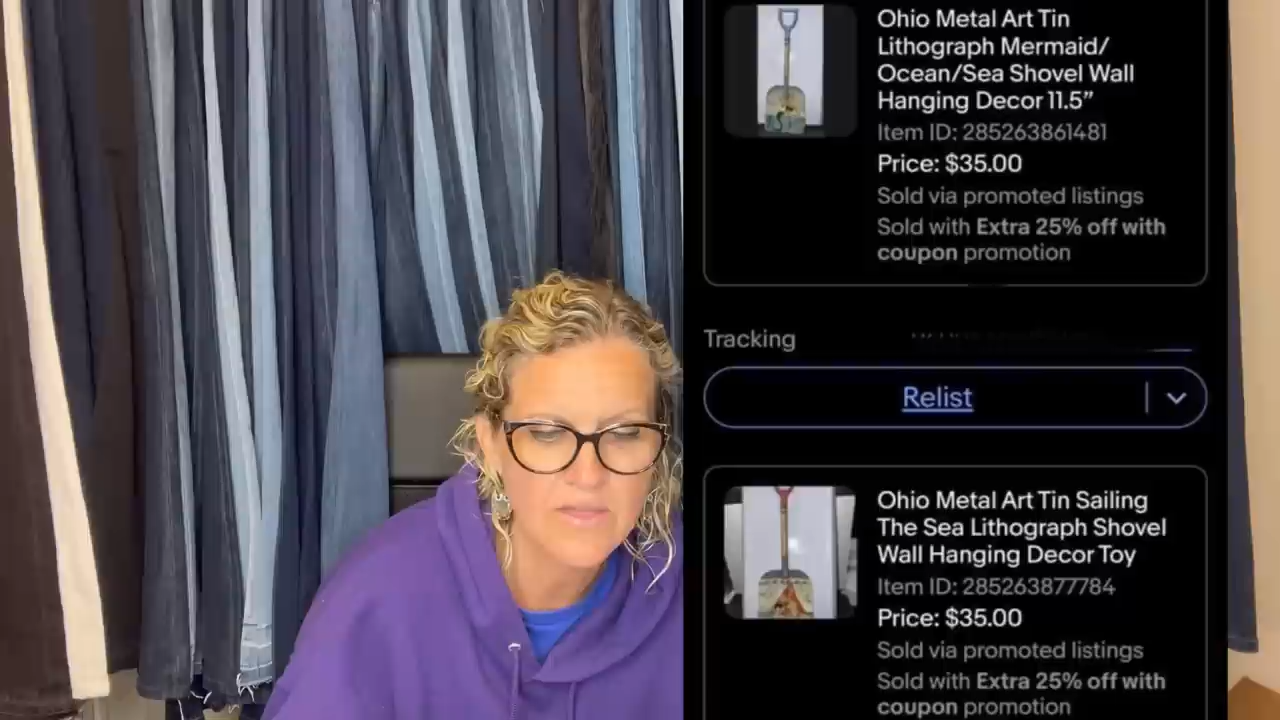 Ohio Metal Art Tin
Lithograph Mermaid/
Ocean/Sea Shovel Wall
Hanging Decor 11.5”
Item ID: 285263861481
Price: $35.00
Sold via promoted listings
Sold with Extra 25% off with
coupon promotion
Tracking
Relist
Ohio Metal Art Tin Sailing
The Sea Lithograph Shovel
Wall Hanging Decor Toy
Item ID: 285263877784
Price: $35.00
Sold via promoted listings
Sold with Extra 25% off with
coupon promotion